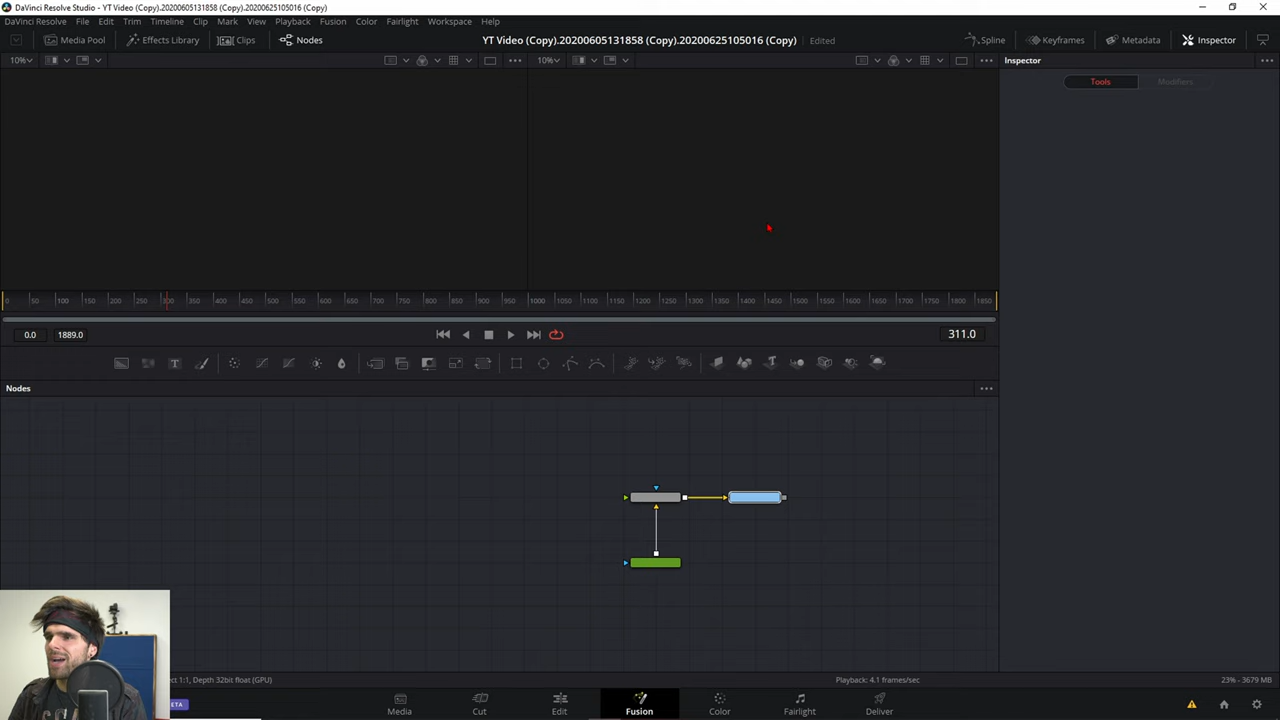 DaVinci Resolve Studio - YT Video (Copy).20200605131858 (Copy).20200625105016 (Copy)
DaVinci Resolve File Edit Trim Timeline Clip Mark View Playback Fusion Color Fairlight Workspace Help
Media Pool Effects Library Clips Nodes YT Video (Copy).20200605131858 (Copy).20200625105016 (Copy) Edited Spline Keyframes Metadata Inspector
10% 10% Inspector
Tools Modifiers
0 50 100 150 200 250 300 350 400 450 500 550 600 650 700 750 800 850 900 950 1000 1050 1100 1150 1200 1250 1300 1350 1400 1450 1500 1550 1600 1650 1700 1750 1800 1850
0.0 1889.0 311.0
T
Nodes
ect 1:1, Depth 32bit float (GPU) Playback: 4.1 frames/sec 23% - 3679 MB
BETA
Media Cut Edit Fusion Color Fairlight Deliver